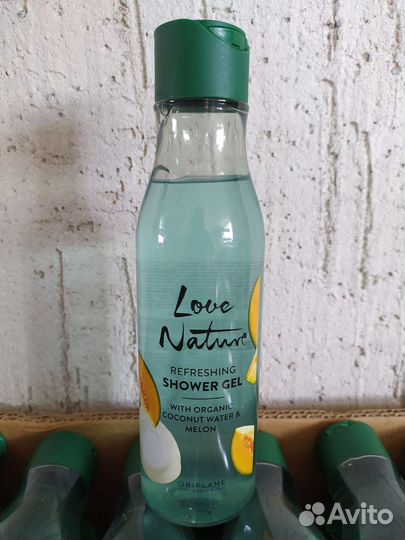 Love
Nature
REFRESHING
SHOWER GEL
WITH ORGANIC
COCONUT WATER &
MELON
ORIFLAME
Avito